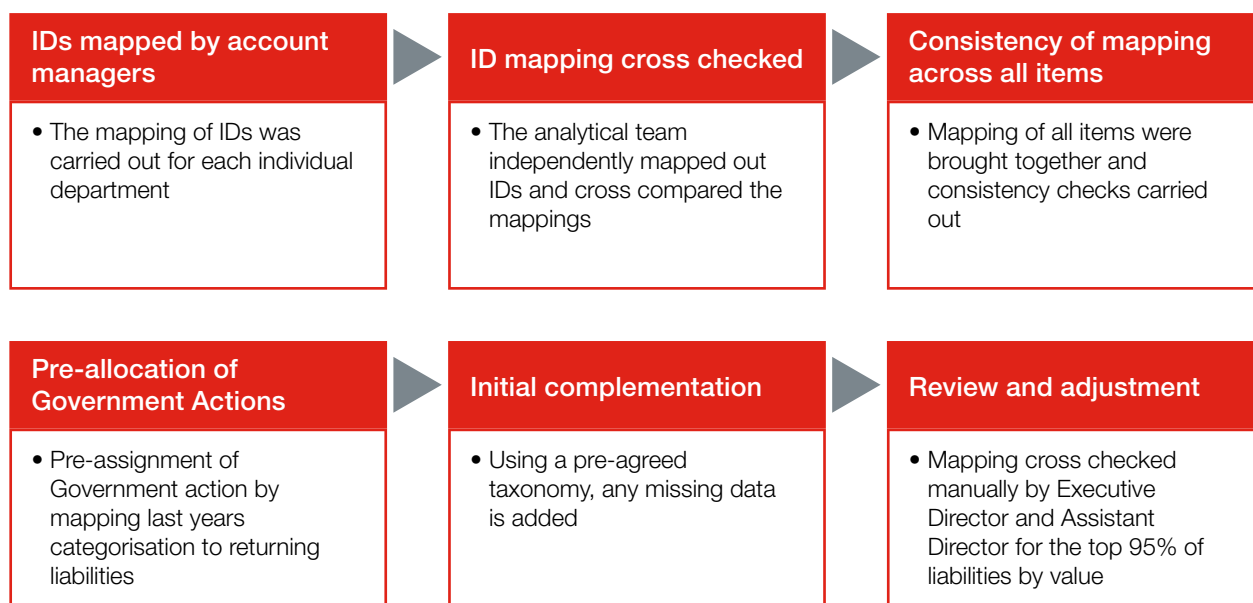 IDs mapped by account
managers
• The mapping of IDs was
carried out for each individual
department
ID mapping cross checked
• The analytical team
independently mapped out
IDs and cross compared the
mappings
Consistency of mapping
across all items
• Mapping of all items were
brought together and
consistency checks carried
out
Pre-allocation of
Government Actions
• Pre-assignment of
Government action by
mapping last years
categorisation to returning
liabilities
Initial complementation
• Using a pre-agreed
taxonomy, any missing data
is added
Review and adjustment
• Mapping cross checked
manually by Executive
Director and Assistant
Director for the top 95% of
liabilities by value